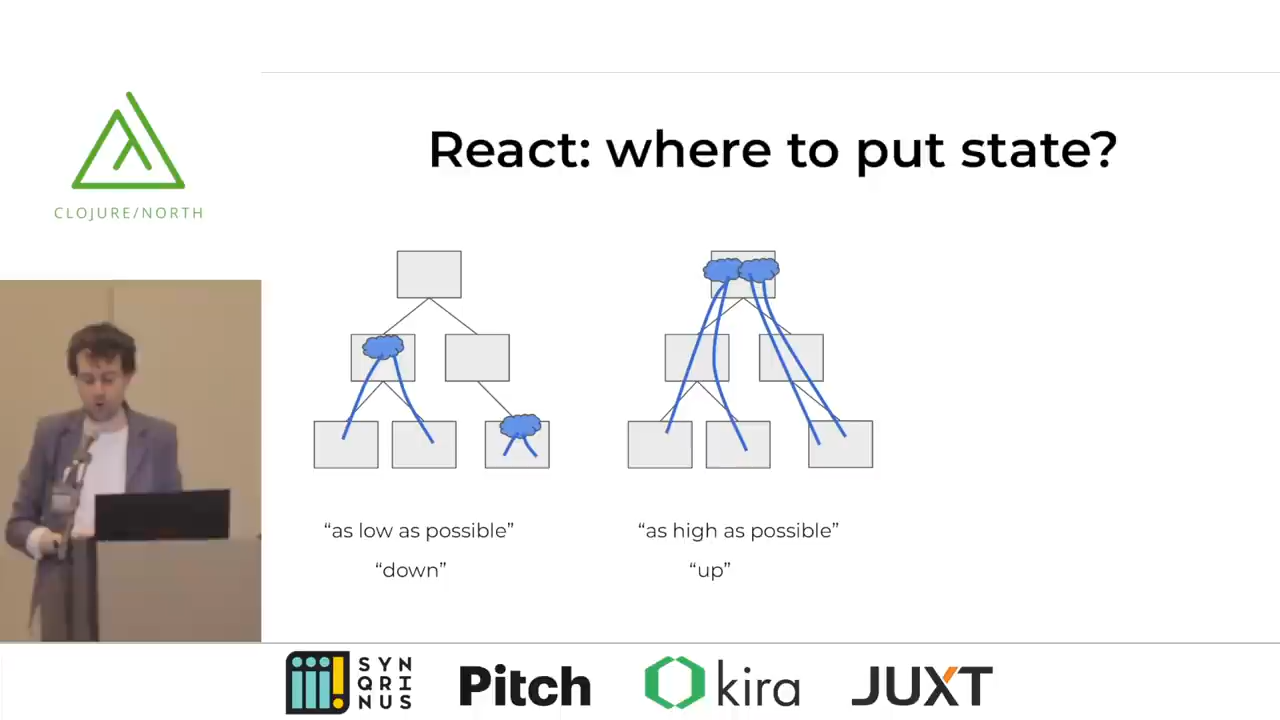 CLOJURE/NORTH
React: where to put state?
“as low as possible”
“down”
“as high as possible”
“up”
SYN
QRI
NUS
Pitch
kira
JUXT